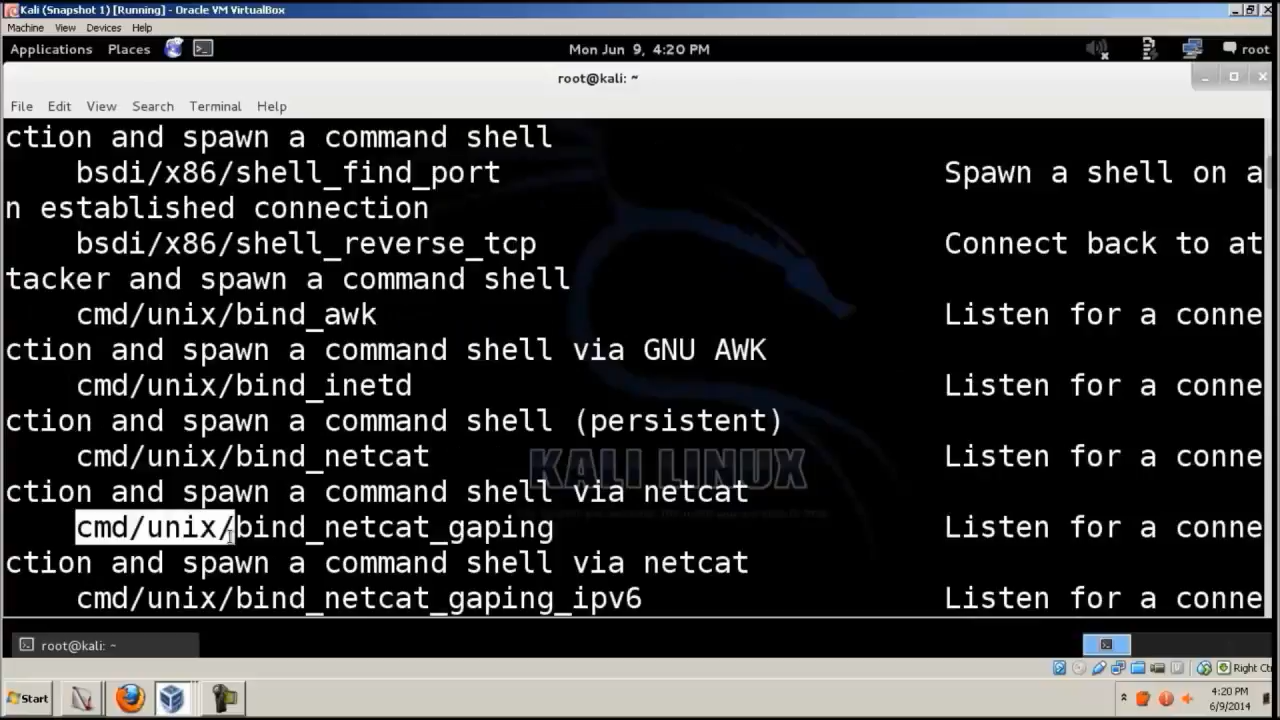 Kali (Snapshot 1) [Running] - Oracle VM VirtualBox
Machine View Devices Help
Applications Places Mon Jun 9, 4:20 PM root
root@kali: ~
File Edit View Search Terminal Help
ction and spawn a command shell
bsdi/x86/shell_find_port Spawn a shell on a
n established connection
bsdi/x86/shell_reverse_tcp Connect back to at
tacker and spawn a command shell
cmd/unix/bind_awk Listen for a conne
ction and spawn a command shell via GNU AWK
cmd/unix/bind_inetd Listen for a conne
ction and spawn a command shell (persistent)
cmd/unix/bind_netcat Listen for a conne
KALI LINUX
ction and spawn a command shell via netcat
cmd/unix/bind_netcat_gaping Listen for a conne
ction and spawn a command shell via netcat
cmd/unix/bind_netcat_gaping_ipv6 Listen for a conne
root@kali: ~
Right Ct
Start 4:20 PM
6/9/2014